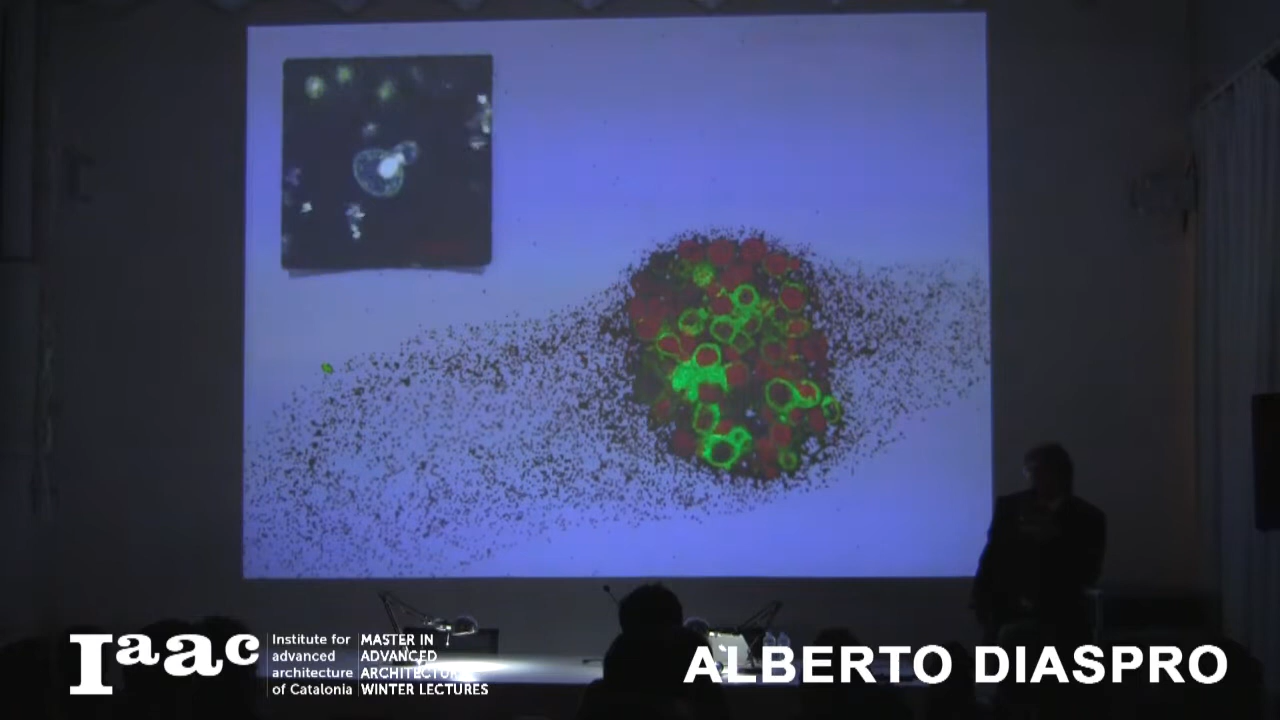 Iaac
Institute for
advanced
architecture
of Catalonia
MASTER IN
ADVANCED
ARCHITECTURE
WINTER LECTURES
ALBERTO DIASPRO